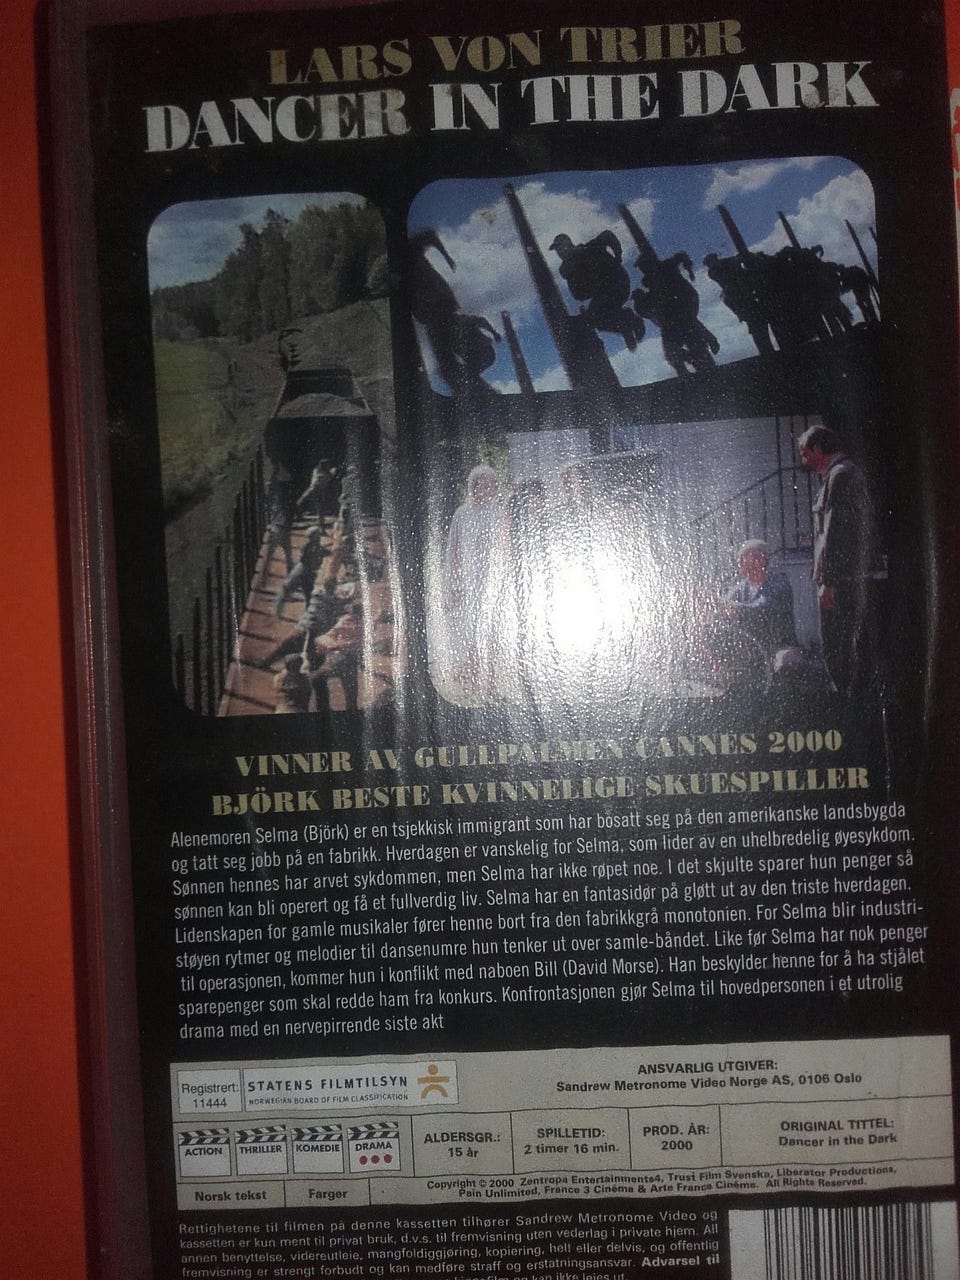 LARS VON TRIER
DANCER IN THE DARK
VINNER AV GULLPALMEN CANNES 2000
BJÖRK BESTE KVINNELIGE SKUESPILLER
Alenemoren Selma (Björk) er en tsjekkisk immigrant som har bosatt seg på den amerikanske landsbygda
og tatt seg jobb på en fabrikk. Hverdagen er vanskelig for Selma, som lider av en uhelbredelig øyesykdom.
Sønnen hennes har arvet sykdommen, men Selma har ikke røpet noe. I det skjulte sparer hun penger så
sønnen kan bli operert og få et fullverdig liv. Selma har en fantasidør på gløtt ut av den triste hverdagen.
Lidenskapen for gamle musikaler fører henne bort fra den fabrikkgrå monotonien. For Selma blir industri-
støyen rytmer og melodier til dansenumre hun tenker ut over samle-båndet. Like før Selma har nok penger
til operasjonen, kommer hun i konflikt med naboen Bill (David Morse). Han beskylder henne for å ha stjålet
sparepenger som skal redde ham fra konkurs. Konfrontasjonen gjør Selma til hovedpersonen i et utrolig
drama med en nervepirrende siste akt
Registrert:
11444
STATENS FILMTILSYN
NORWEGIAN BOARD OF FILM CLASSIFICATION
ANSVARLIG UTGIVER:
Sandrew Metronome Video Norge AS, 0106 Oslo
ACTION
THRILLER
KOMEDIE
DRAMA
ALDERSGR.:
15 år
SPILLETID:
2 timer 16 min.
PROD. ÅR:
2000
ORIGINAL TITTEL:
Dancer in the Dark
Norsk tekst
Farger
Copyright © 2000 Zentropa Entertainments4, Trust Film Svenska, Liberator Productions,
Pain Unlimited, France 3 Cinéma & Arte France Cinéma. All Rights Reserved.
Rettighetene til filmen på denne kassetten tilhører Sandrew Metronome Video og
kassetten er kun ment til privat bruk, d.v.s. til fremvisning uten vederlag i private hjem. All
annen benyttelse, videreutleie, mangfoldiggjøring, kopiering, helt eller delvis, og offentlig
fremvisning er strengt forbudt og kan medføre straff og erstatningsansvar. Advarsel til
og kan ikke leies ut